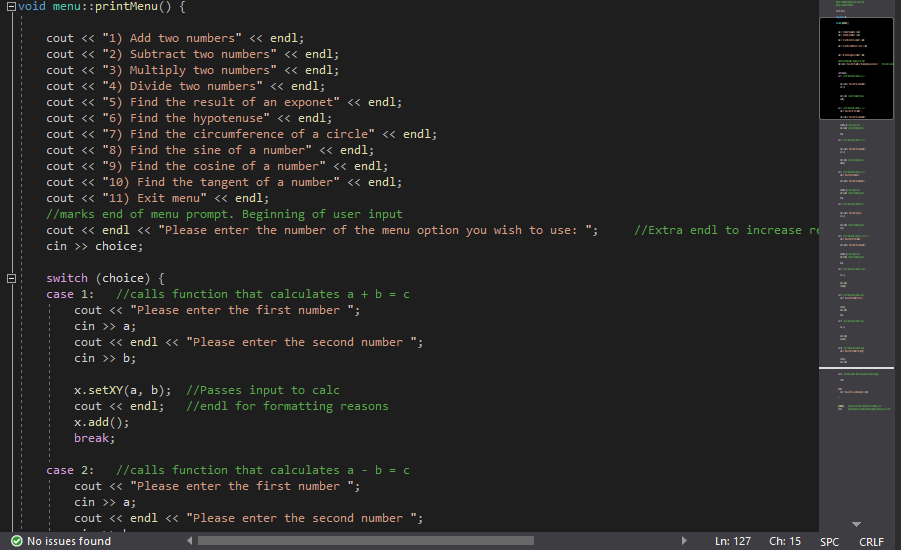 void menu::printMenu() {
cout << "1) Add two numbers" << endl;
cout << "2) Subtract two numbers" << endl;
cout << "3) Multiply two numbers" << endl;
cout << "4) Divide two numbers" << endl;
cout << "5) Find the result of an exponet" << endl;
cout << "6) Find the hypotenuse" << endl;
cout << "7) Find the circumference of a circle" << endl;
cout << "8) Find the sine of a number" << endl;
cout << "9) Find the cosine of a number" << endl;
cout << "10) Find the tangent of a number" << endl;
cout << "11) Exit menu" << endl;
//marks end of menu prompt. Beginning of user input
cout << endl << "Please enter the number of the menu option you wish to use: "; //Extra endl to increase re
cin >> choice;
switch (choice) {
case 1: //calls function that calculates a + b = c
cout << "Please enter the first number ";
cin >> a;
cout << endl << "Please enter the second number ";
cin >> b;
x.setXY(a, b); //Passes input to calc
cout << endl; //endl for formatting reasons
x.add();
break;
case 2: //calls function that calculates a - b = c
cout << "Please enter the first number ";
cin >> a;
cout << endl << "Please enter the second number ";
No issues found Ln: 127 Ch: 15 SPC CRLF